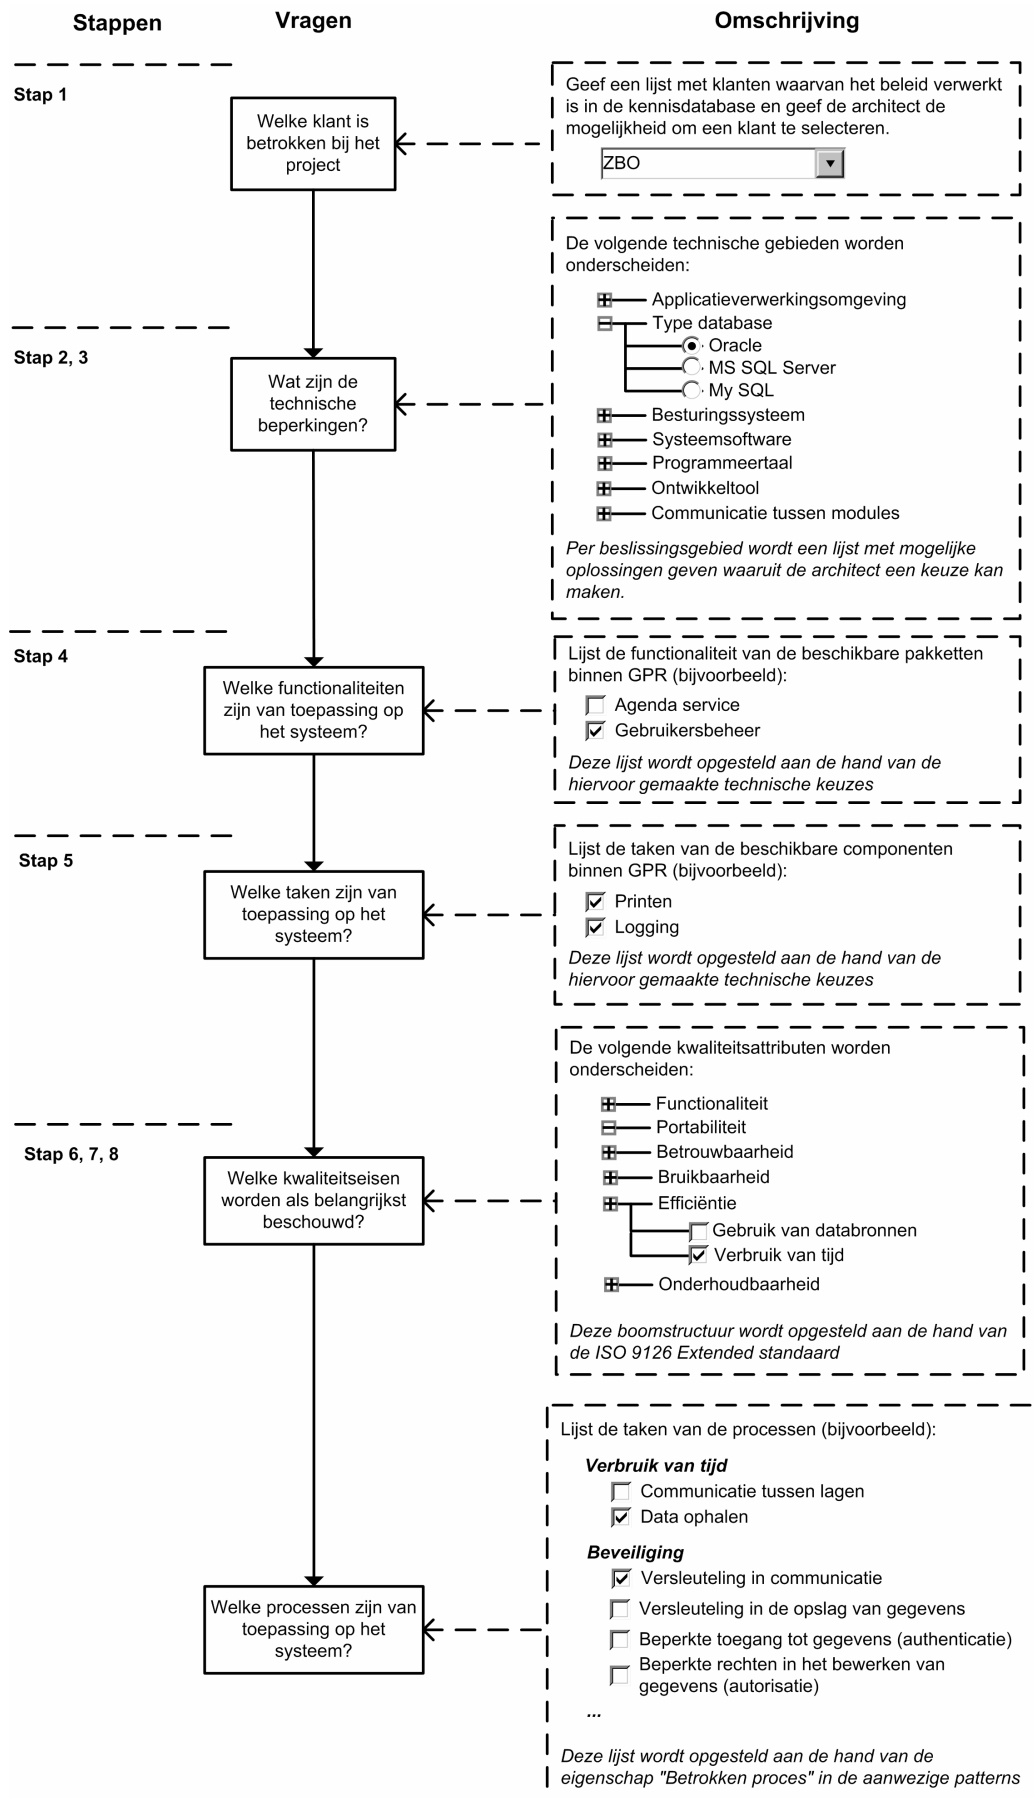 Stappen
Vragen
Omschrijving
Stap 1
Welke klant is
betrokken bij het
project
Geef een lijst met klanten waarvan het beleid verwerkt
is in de kennisdatabase en geef de architect de
mogelijkheid om een klant te selecteren.
ZBO
Stap 2, 3
Wat zijn de
technische
beperkingen?
De volgende technische gebieden worden
onderscheiden:
Applicatieverwerkingsomgeving
Type database
Oracle
MS SQL Server
My SQL
Besturingssysteem
Systeemsoftware
Programmeertaal
Ontwikkeltool
Communicatie tussen modules
Per beslissingsgebied wordt een lijst met mogelijke
oplossingen geven waaruit de architect een keuze kan
maken.
Stap 4
Welke functionaliteiten
zijn van toepassing op
het systeem?
Lijst de functionaliteit van de beschikbare pakketten
binnen GPR (bijvoorbeeld):
Agenda service
Gebruikersbeheer
Deze lijst wordt opgesteld aan de hand van de
hiervoor gemaakte technische keuzes
Stap 5
Welke taken zijn van
toepassing op het
systeem?
Lijst de taken van de beschikbare componenten
binnen GPR (bijvoorbeeld):
Printen
Logging
Deze lijst wordt opgesteld aan de hand van de
hiervoor gemaakte technische keuzes
Stap 6, 7, 8
Welke kwaliteitseisen
worden als belangrijkst
beschouwd?
De volgende kwaliteitsattributen worden
onderscheiden:
Functionaliteit
Portabiliteit
Betrouwbaarheid
Bruikbaarheid
Efficiëntie
Gebruik van databronnen
Verbruik van tijd
Onderhoudbaarheid
Deze boomstructuur wordt opgesteld aan de hand van
de ISO 9126 Extended standaard
Welke processen zijn van
toepassing op het
systeem?
Lijst de taken van de processen (bijvoorbeeld):
Verbruik van tijd
Communicatie tussen lagen
Data ophalen
Beveiliging
Versleuteling in communicatie
Versleuteling in de opslag van gegevens
Beperkte toegang tot gegevens (authenticatie)
Beperkte rechten in het bewerken van
gegevens (autorisatie)
...
Deze lijst wordt opgesteld aan de hand van de
eigenschap "Betrokken proces" in de aanwezige patterns